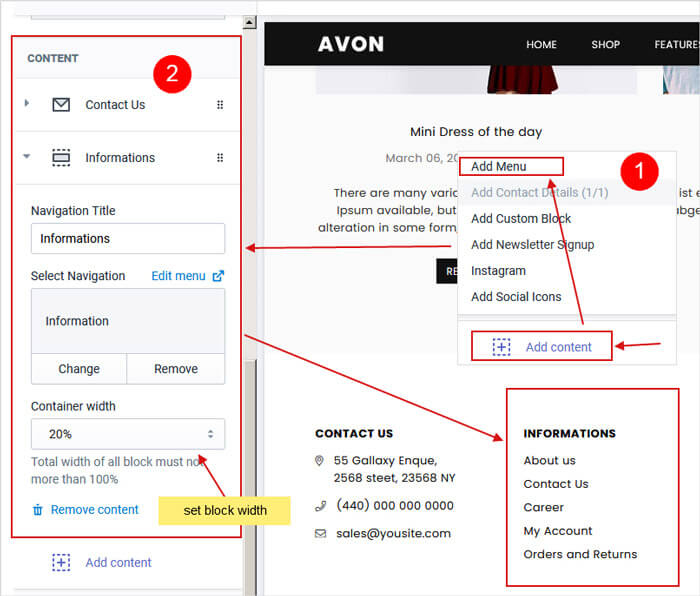 CONTENT
2
Contact Us
Informations
Navigation Title
Informations
Select Navigation Edit menu
Information
Change Remove
Container width
20%
Total width of all block must no
more than 100%
set block width
Remove content
Add content
AVON HOME SHOP FEATURE
Mini Dress of the day
March 06, 20
There are many varia
Ipsum available, but
alteration in some form,
ist e
abge
RE
1
Add Menu
Add Contact Details (1/1)
Add Custom Block
Add Newsletter Signup
Instagram
Add Social Icons
Add content
CONTACT US
55 Gallaxy Enque,
2568 steet, 23568 NY
(440) 000 000 0000
sales@yousite.com
INFORMATIONS
About us
Contact Us
Career
My Account
Orders and Returns